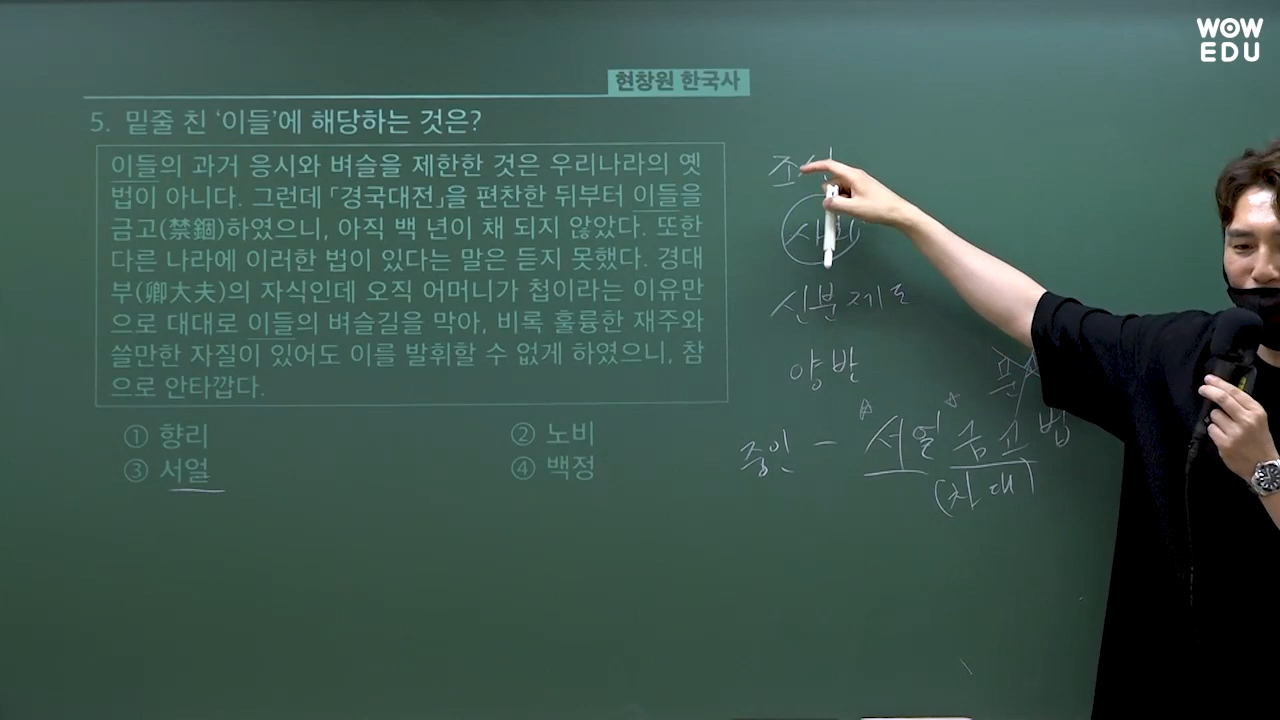 WOW
EDU
현창원 한국사
5. 밑줄 친 ‘이들’에 해당하는 것은?
이들의 과거 응시와 벼슬을 제한한 것은 우리나라의 옛
법이 아니다. 그런데 「경국대전」을 편찬한 뒤부터 이들을
금고(禁錮)하였으니, 아직 백 년이 채 되지 않았다. 또한
다른 나라에 이러한 법이 있다는 말은 듣지 못했다. 경대
부(卿大夫)의 자식인데 오직 어머니가 첩이라는 이유만
으로 대대로 이들의 벼슬길을 막아, 비록 훌륭한 재주와
쓸만한 자질이 있어도 이를 발휘할 수 없게 하였으니, 참
으로 안타깝다.
① 향리
② 노비
③ 서얼
④ 백정
신분제도
양반
중인 - 서얼금고법
(차대)